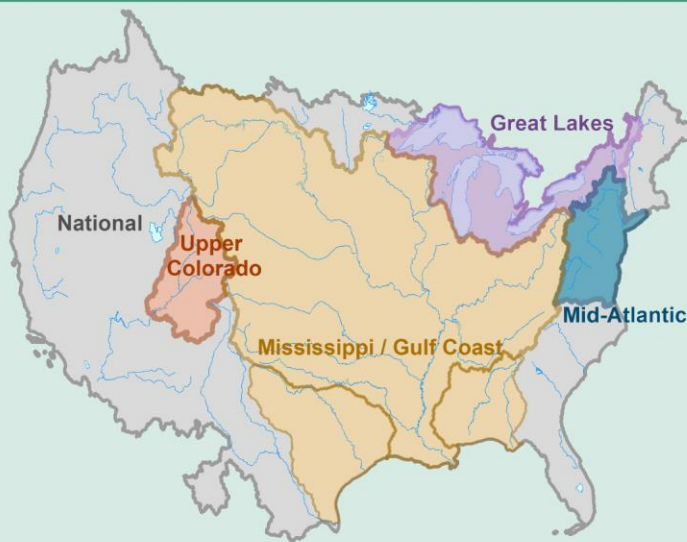 Great Lakes
National
Upper
Colorado
Mid-Atlantic
Mississippi / Gulf Coast